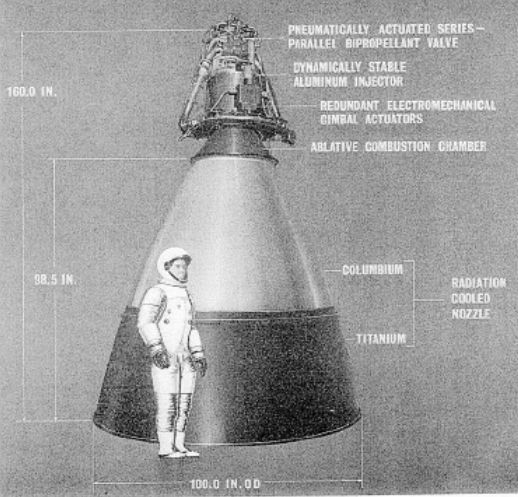 PNEUMATICALLY ACTUATED SERIES–
PARALLEL BIPROPELLANT VALVE
DYNAMICALLY STABLE
ALUMINUM INJECTOR
160.0 IN.
REDUNDANT ELECTROMECHANICAL
GIMBAL ACTUATORS
ABLATIVE COMBUSTION CHAMBER
98.5 IN.
COLUMBIUM
RADIATION
COOLED
NOZZLE
TITANIUM
100.0 IN. O D